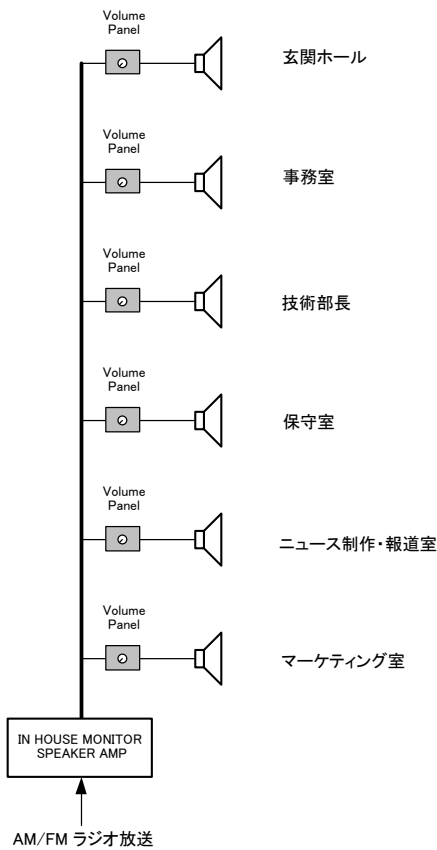 Volume
Panel
玄関ホール
Volume
Panel
事務室
Volume
Panel
技術部長
Volume
Panel
保守室
Volume
Panel
ニュース制作・報道室
Volume
Panel
マーケティング室
IN HOUSE MONITOR
SPEAKER AMP
AM/FM ラジオ放送